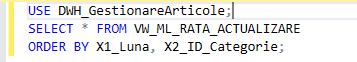 USE DWH_GestionareArticole;
SELECT * FROM VW_ML_RATA_ACTUALIZARE
ORDER BY X1_Luna, X2_ID_Categorie;